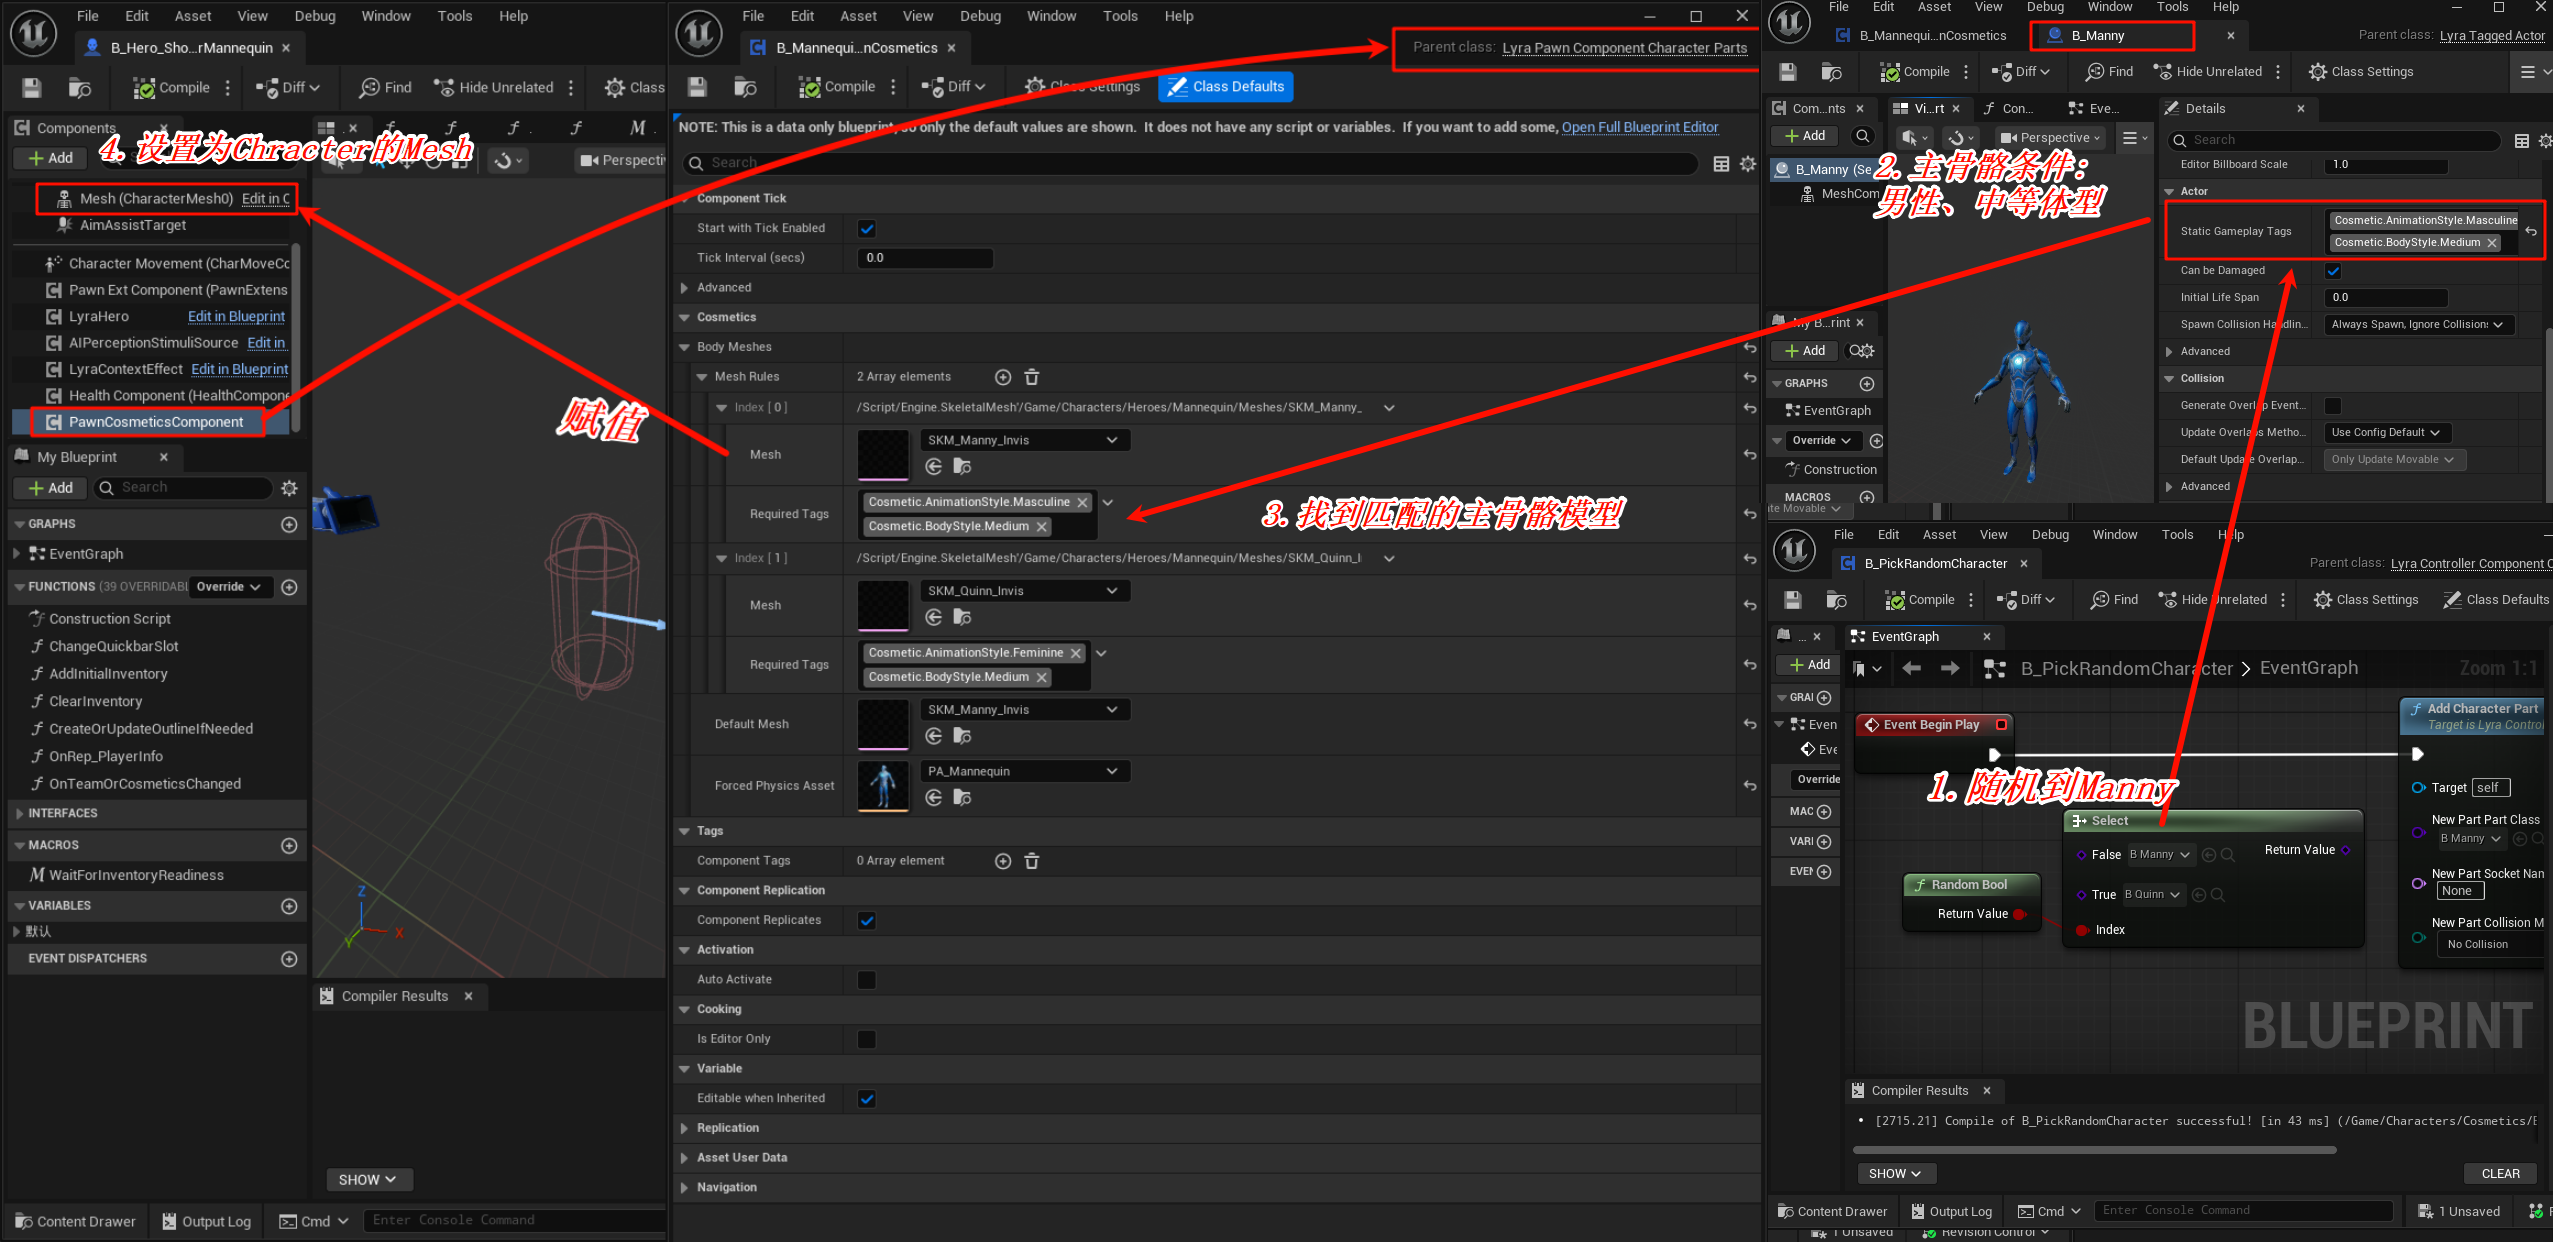 File Edit Asset View Debug Window Tools Help
B_Hero_Sho...rMannequin
Compile Diff Find Hide Unrelated Class
Components
Add
4.设置为Chracter的Mesh
Perspecti
Mesh (CharacterMesh0) Edit in C
AimAssistTarget
Character Movement (CharMoveCo
Pawn Ext Component (PawnExtens
LyraHero Edit in Blueprint
AIPerceptionStimuliSource Edit in
LyraContextEffect Edit in Blueprint
Health Component (HealthCompone
PawnCosmeticsComponent
赋值
My Blueprint
Add Search
GRAPHS
EventGraph
FUNCTIONS (39 OVERRIDABL Override
Construction Script
ChangeQuickbarSlot
AddInitialInventory
ClearInventory
CreateOrUpdateOutlineIfNeeded
OnRep_PlayerInfo
OnTeamOrCosmeticsChanged
INTERFACES
MACROS
WaitForInventoryReadiness
VARIABLES
默认
EVENT DISPATCHERS
Z
X
Y
Compiler Results
SHOW
Content Drawer Output Log Cmd Enter Console Command
File Edit Asset View Debug Window Tools Help
B_Mannequi...nCosmetics
Parent class: Lyra Pawn Component Character Parts
Compile Diff Class Settings Class Defaults
NOTE: This is a data only blueprint, so only the default values are shown. It does not have any script or variables. If you want to add some, Open Full Blueprint Editor
Search
Component Tick
Start with Tick Enabled
Tick Interval (secs) 0.0
Advanced
Cosmetics
Body Meshes
Mesh Rules 2 Array elements
Index [ 0 ] /Script/Engine.SkeletalMesh'/Game/Characters/Heroes/Mannequin/Meshes/SKM_Manny_
Mesh SKM_Manny_Invis
Required Tags Cosmetic.AnimationStyle.Masculine
Cosmetic.BodyStyle.Medium
3.找到匹配的主骨骼模型
Index [ 1 ] /Script/Engine.SkeletalMesh'/Game/Characters/Heroes/Mannequin/Meshes/SKM_Quinn_I
Mesh SKM_Quinn_Invis
Required Tags Cosmetic.AnimationStyle.Feminine
Cosmetic.BodyStyle.Medium
Default Mesh SKM_Manny_Invis
Forced Physics Asset PA_Mannequin
Tags
Component Tags 0 Array element
Component Replication
Component Replicates
Activation
Auto Activate
Cooking
Is Editor Only
Variable
Editable when Inherited
Replication
Asset User Data
Navigation
File Edit Asset View Debug Window Tools Help
B_Mannequi...nCosmetics B_Manny
Parent class: Lyra Tagged Actor
Compile Diff Find Hide Unrelated Class Settings
Com...nts Vi...rt Con... Eve... Details
Add Perspective Search
B_Manny (Se
MeshCom
2.主骨骼条件:
男性、中等体型
Editor Billboard Scale 1.0
Actor
Static Gameplay Tags Cosmetic.AnimationStyle.Masculine
Cosmetic.BodyStyle.Medium
Can be Damaged
Initial Life Span 0.0
Spawn Collision Handlin... Always Spawn, Ignore Collisions
Advanced
Collision
Generate Overlap Event...
Update Overlaps Metho... Use Config Default
Default Update Overlap... Only Update Movable
Advanced
My B...rint
Add
GRAPHS
EventGraph
Override
Construction
MACROS
te Movable
File Edit Asset View Debug Window Tools Help
B_PickRandomCharacter
Parent class: Lyra Controller Component C
Compile Diff Find Hide Unrelated Class Settings Class Defaults
... EventGraph
Add
B_PickRandomCharacter > EventGraph Zoom 1:1
GRAI
Even
Eve
Override
MAC
VARI
EVEN
Event Begin Play
1.随机到Manny
Select
False B Manny Return Value
True B Quinn
Index
Random Bool
Return Value
Add Character Part
Target is Lyra Control
Target self
New Part Part Class
B Manny
New Part Socket Nan
None
New Part Collision M
No Collision
BLUEPRINT
Compiler Results
[2715.21] Compile of B_PickRandomCharacter successful! [in 43 ms] (/Game/Characters/Cosmetics/E
SHOW CLEAR
Content Drawer Output Log Cmd Enter Console Command 1 Unsaved
1 Unsaved Revision Control